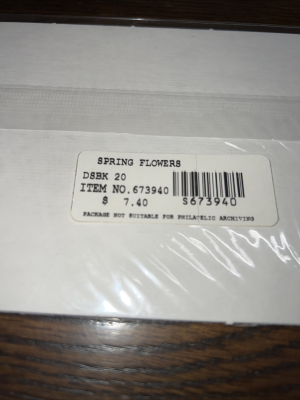 SPRING FLOWERS
DSBK 20
ITEM NO. 673940
$ 7.40
S673940
PACKAGE NOT SUITABLE FOR PHILATELIC ARCHIVING